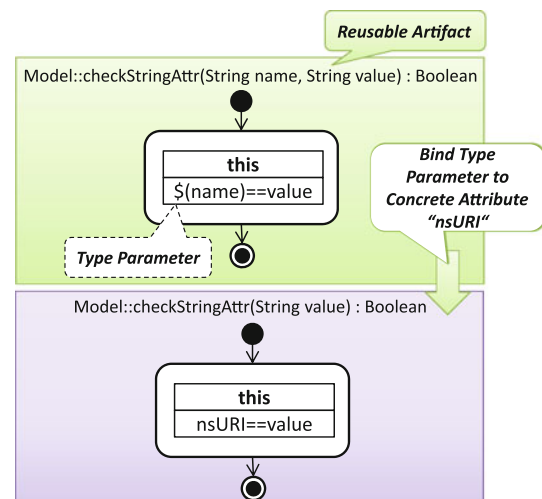 Reusable Artifact
Model::checkStringAttr(String name, String value) : Boolean
this
$(name)==value
Type Parameter
Bind Type
Parameter to
Concrete Attribute
“nsURI“
Model::checkStringAttr(String value) : Boolean
this
nsURI==value